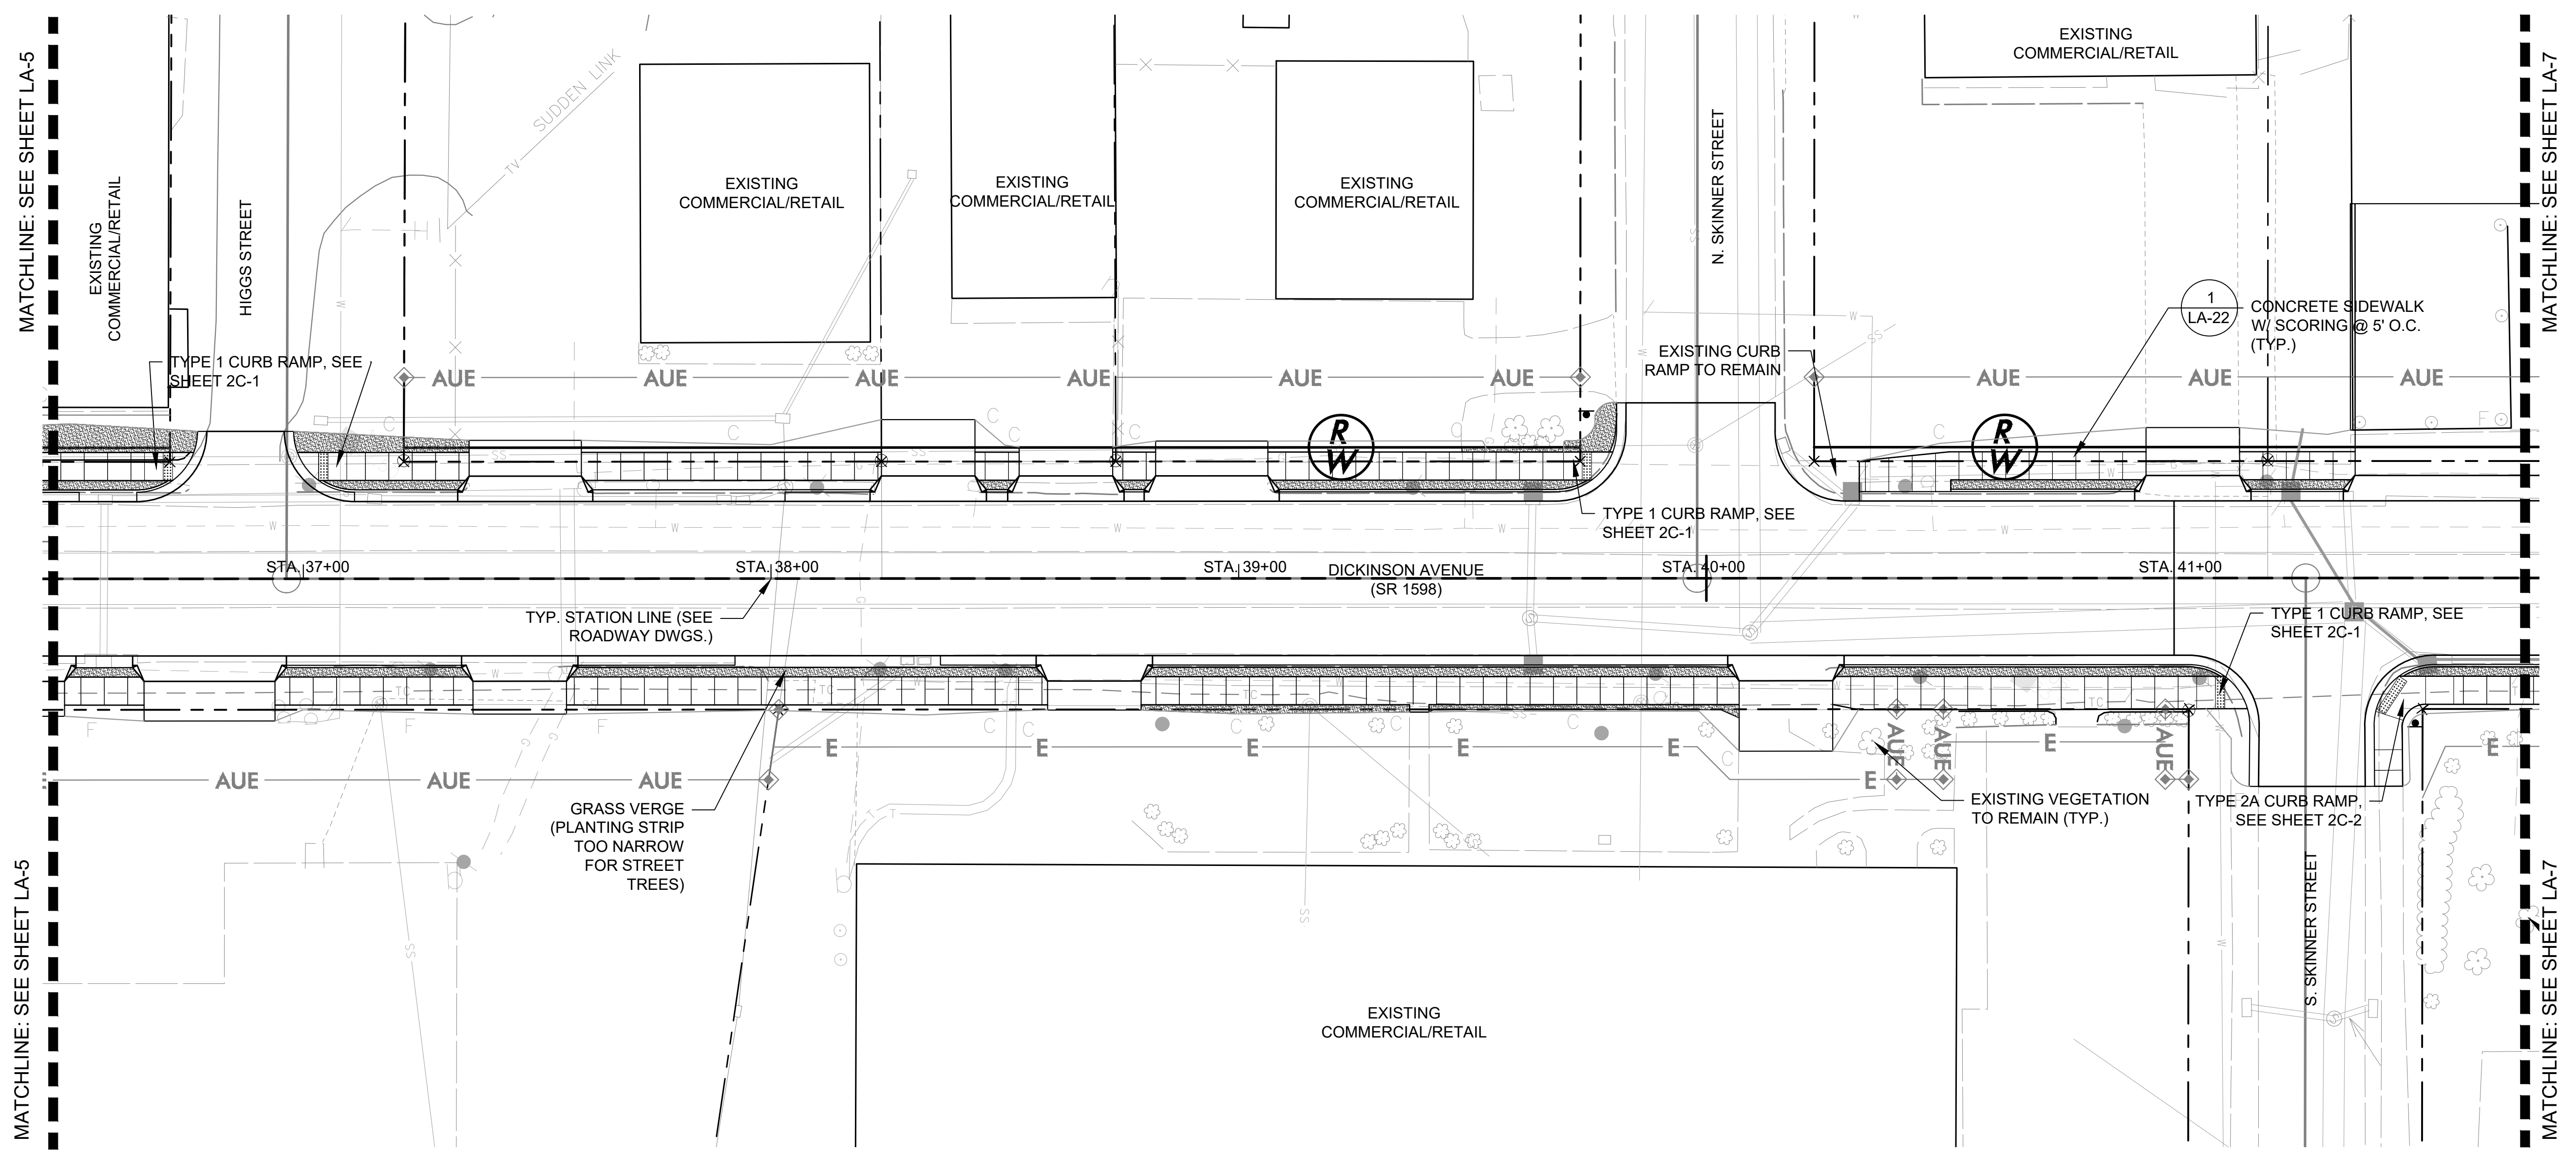 MATCHLINE: SEE SHEET LA-5
EXISTING
COMMERCIAL/RETAIL
HIGGS STREET
SUDDEN LINK
TV
EXISTING
COMMERCIAL/RETAIL
EXISTING
COMMERCIAL/RETAIL
EXISTING
COMMERCIAL/RETAIL
N. SKINNER STREET
EXISTING
COMMERCIAL/RETAIL
MATCHLINE: SEE SHEET LA-7
1
LA-22
CONCRETE SIDEWALK
W/ SCORING @ 5' O.C.
(TYP.)
TYPE 1 CURB RAMP, SEE
SHEET 2C-1
EXISTING CURB
RAMP TO REMAIN
AUE AUE AUE AUE AUE AUE AUE AUE AUE
R
W
R
W
TYPE 1 CURB RAMP, SEE
SHEET 2C-1
STA. 37+00
STA. 38+00
STA. 39+00
DICKINSON AVENUE
(SR 1598)
STA. 40+00
STA. 41+00
TYP. STATION LINE (SEE
ROADWAY DWGS.)
TYPE 1 CURB RAMP, SEE
SHEET 2C-1
E E E E E E E E
AUE AUE AUE
AUE AUE AUE
GRASS VERGE
(PLANTING STRIP
TOO NARROW
FOR STREET
TREES)
EXISTING VEGETATION
TO REMAIN (TYP.)
TYPE 2A CURB RAMP,
SEE SHEET 2C-2
S. SKINNER STREET
MATCHLINE: SEE SHEET LA-5
EXISTING
COMMERCIAL/RETAIL
MATCHLINE: SEE SHEET LA-7